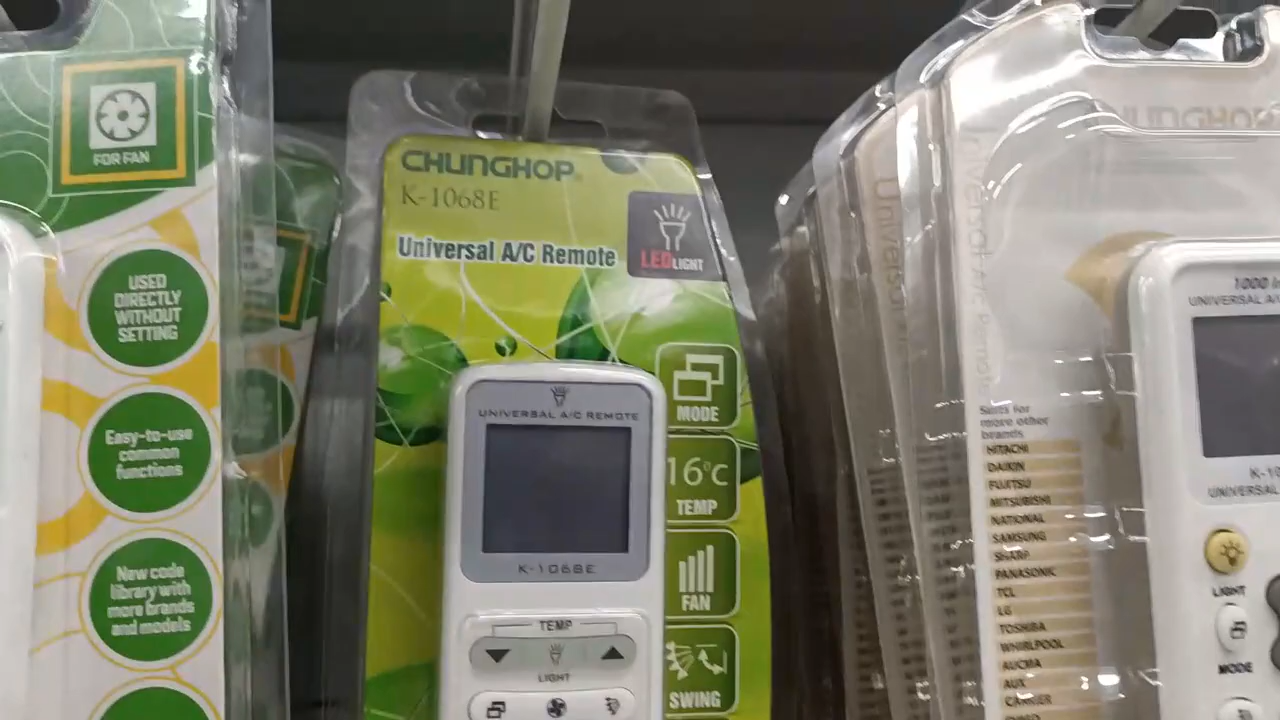 FOR FAN
USED
DIRECTLY
WITHOUT
SETTING
Easy-to-use
common
functions
New code
library with
more Grands
and models
CHUNGHOP
K-1068E
Universal A/C Remote
LED LIGHT
UNIVERSAL A/C REMOTE
K-1068E
TEMP
LIGHT
MODE
16°c
TEMP
FAN
SWING
CHUNGHOP
Universal A/C Remote
Suits for
more other
brands
HITACHI
DAIKIN
FUJITSU
MITSUBISHI
NATIONAL
SAMSUNG
SHARP
PANASONIC
TCL
LG
TOSHIBA
WHIRLPOOL
AUCMA
AUX
CARRIER
1000
UNIVERSAL
UNIVERSAL
LIGHT
MODE